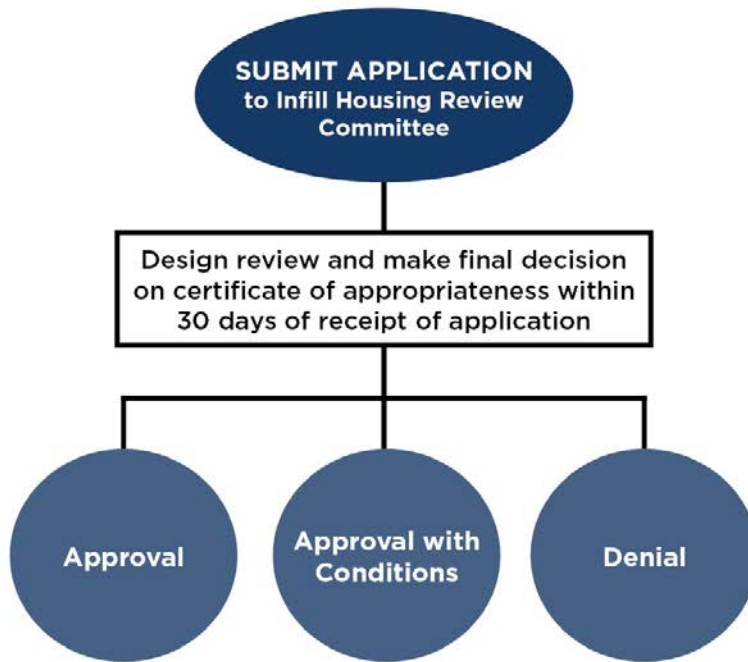 SUBMIT APPLICATION
to Infill Housing Review
Committee
Design review and make final decision
on certificate of appropriateness within
30 days of receipt of application
Approval
Approval with
Conditions
Denial